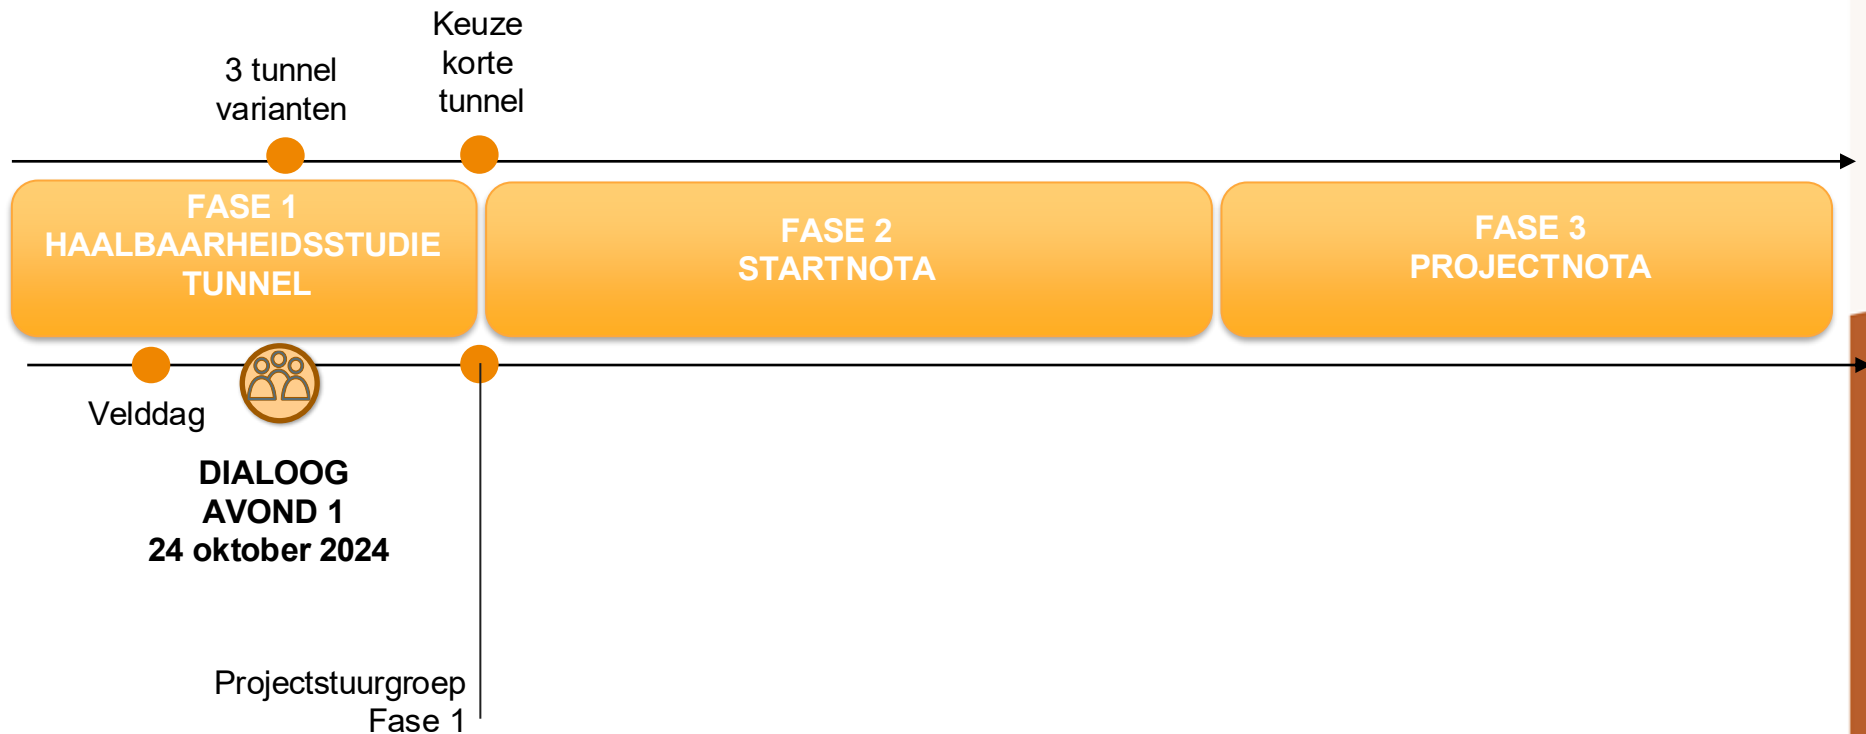 3 tunnel
varianten
Keuze
korte
tunnel
FASE 1
HAALBAARHEIDSSTUDIE
TUNNEL
FASE 2
STARTNOTA
FASE 3
PROJECTNOTA
Velddag
DIALOOG
AVOND 1
24 oktober 2024
Projectstuurgroep
Fase 1